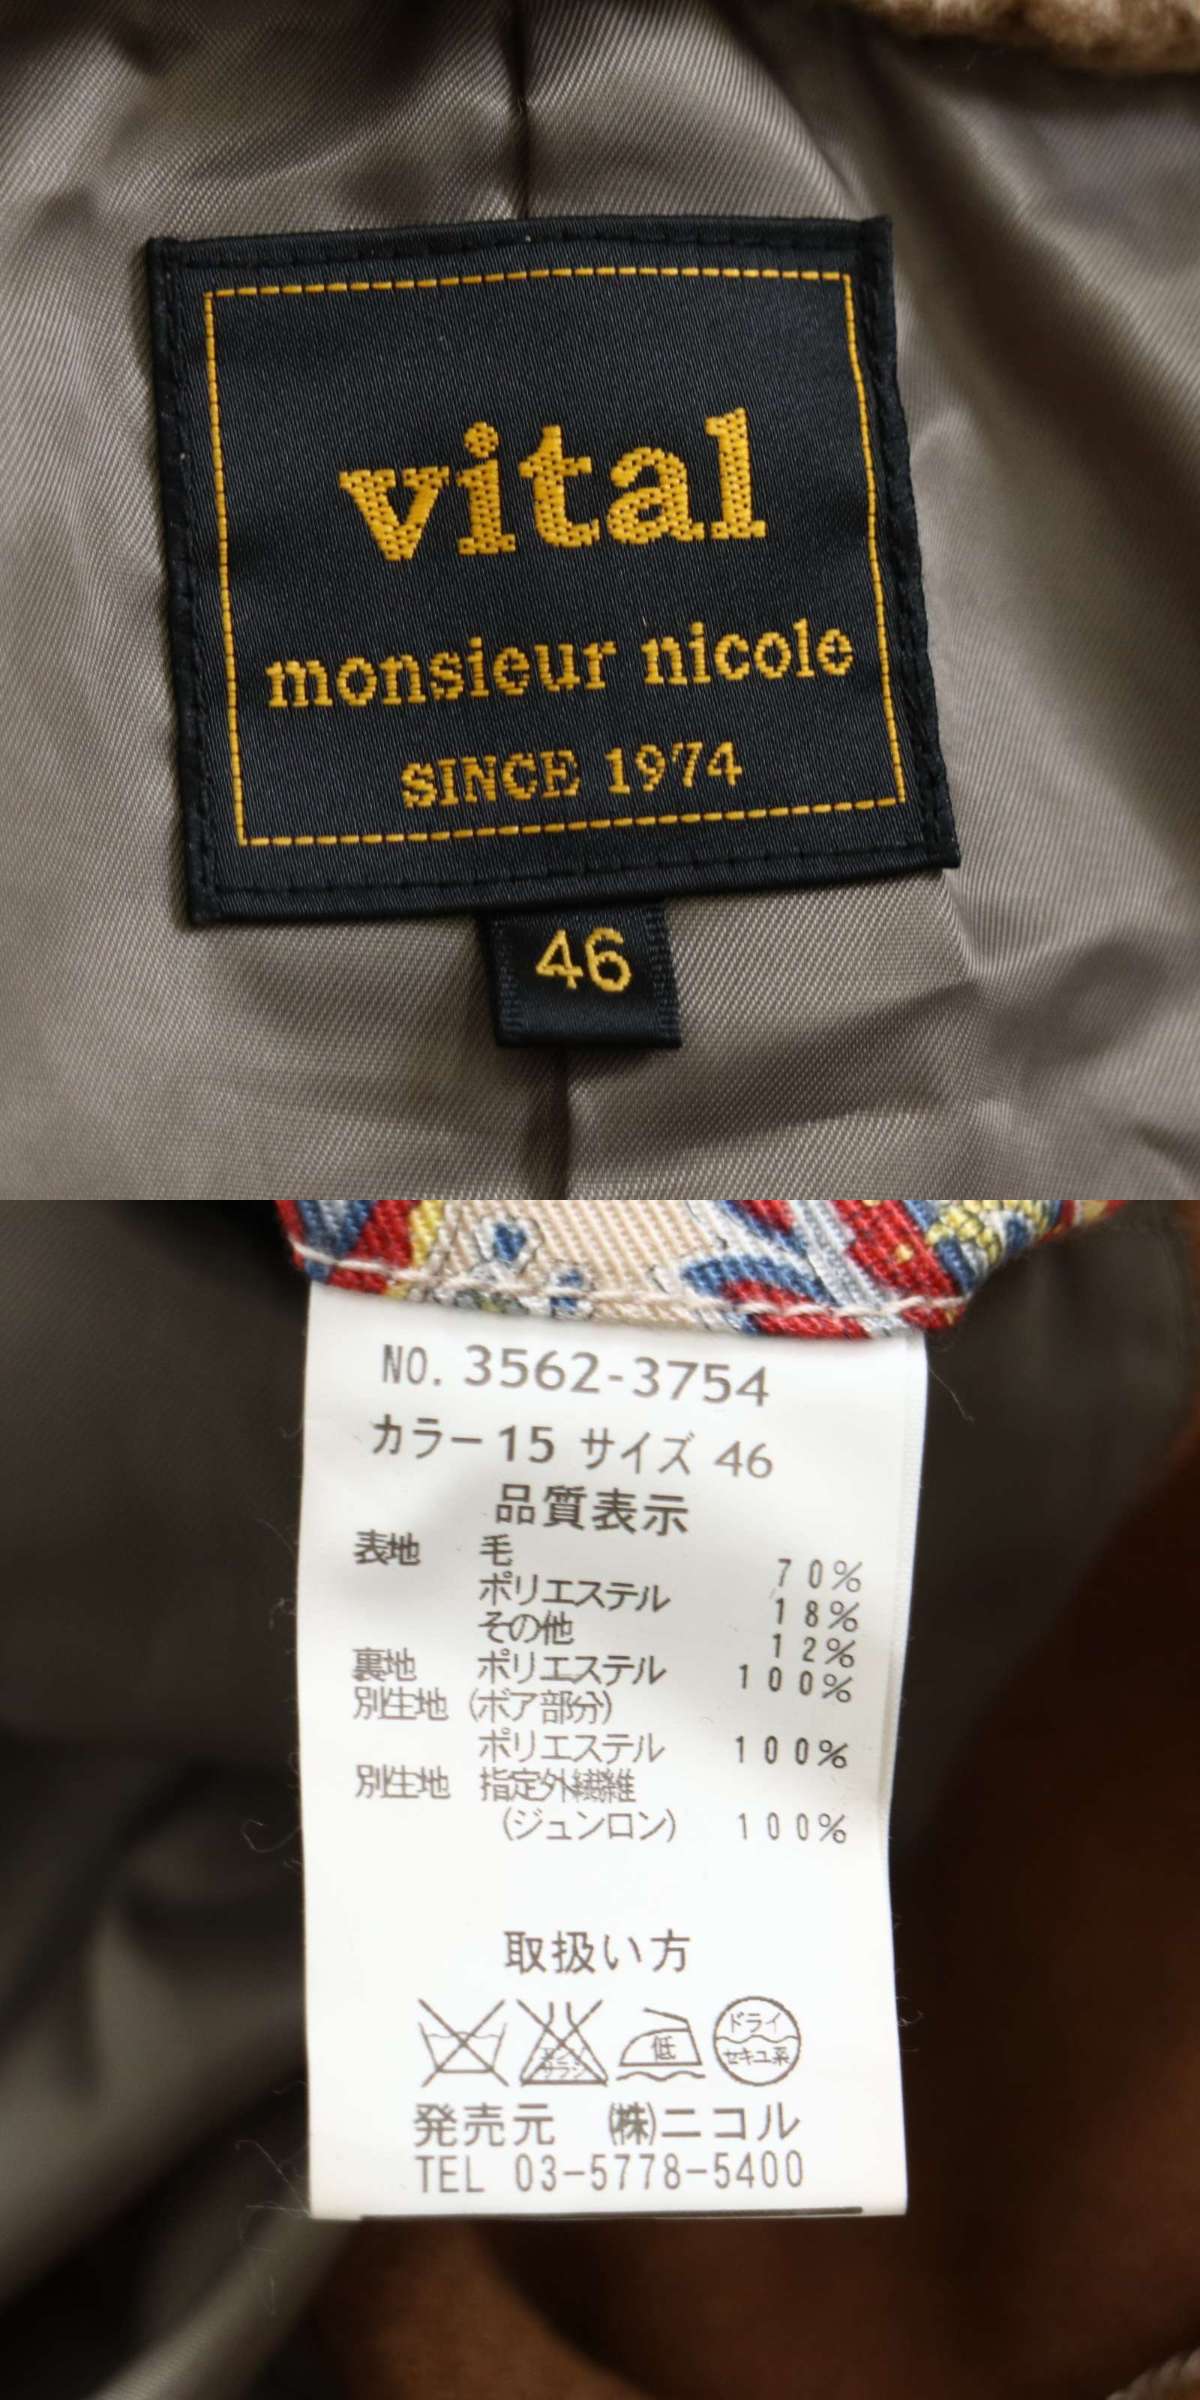 vital
monsieur nicole
SINCE 1974
46
NO. 3562-3754
カラー15 サイズ 46
品質表示
表地 毛 70%
ポリエステル 18%
その他 12%
裏地 ポリエステル 100%
別生地 (ボア部分)
ポリエステル 100%
別生地 指定外繊維
(ジュンロン) 100%
取扱い方
低
ドライ
セキユ系
発売元 ㈱ニコル
TEL 03-5778-5400